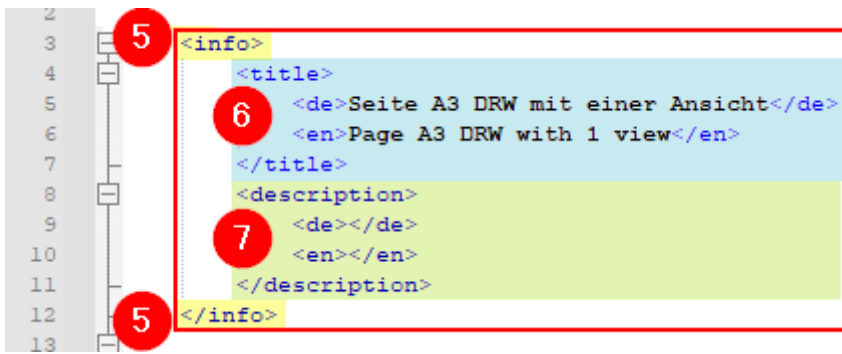 2
3 5 <info>
4 <title>
5 <de>Seite A3 DRW mit einer Ansicht</de>
6 6 <en>Page A3 DRW with 1 view</en>
7 </title>
8 <description>
9 <de></de>
10 7 <en></en>
11 </description>
12 5 </info>
13